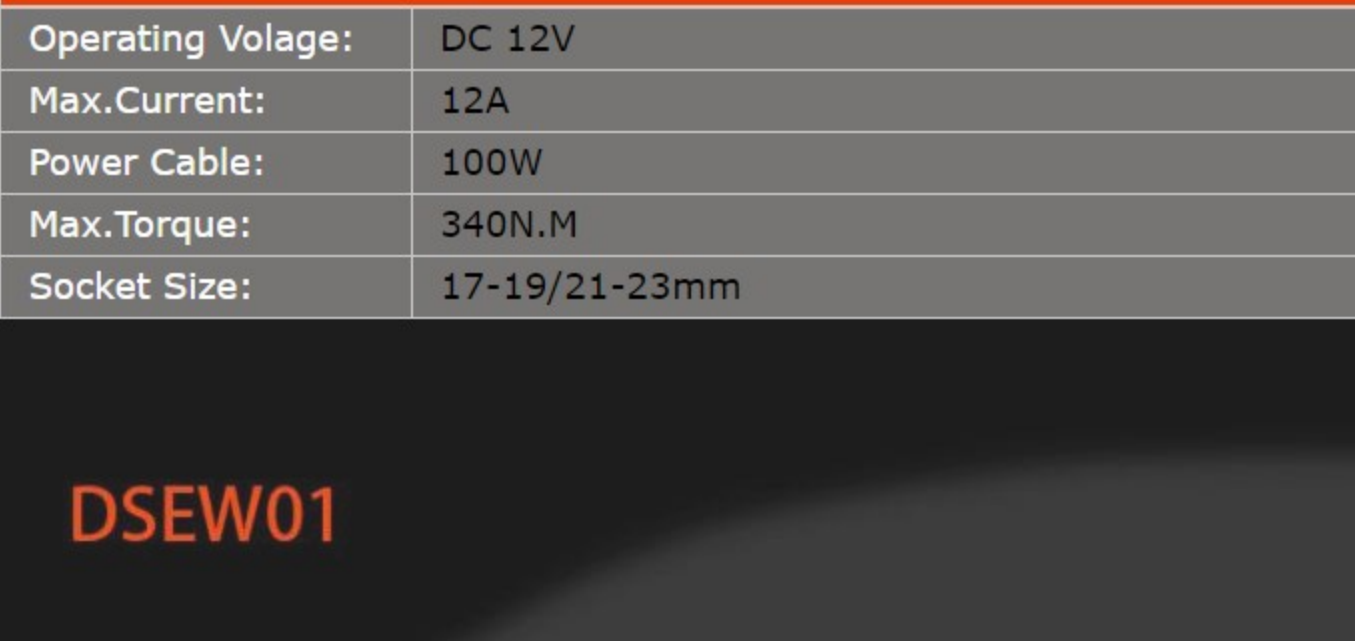 Operating Volage: DC 12V
Max.Current: 12A
Power Cable: 100W
Max.Torque: 340N.M
Socket Size: 17-19/21-23mm
DSEW01